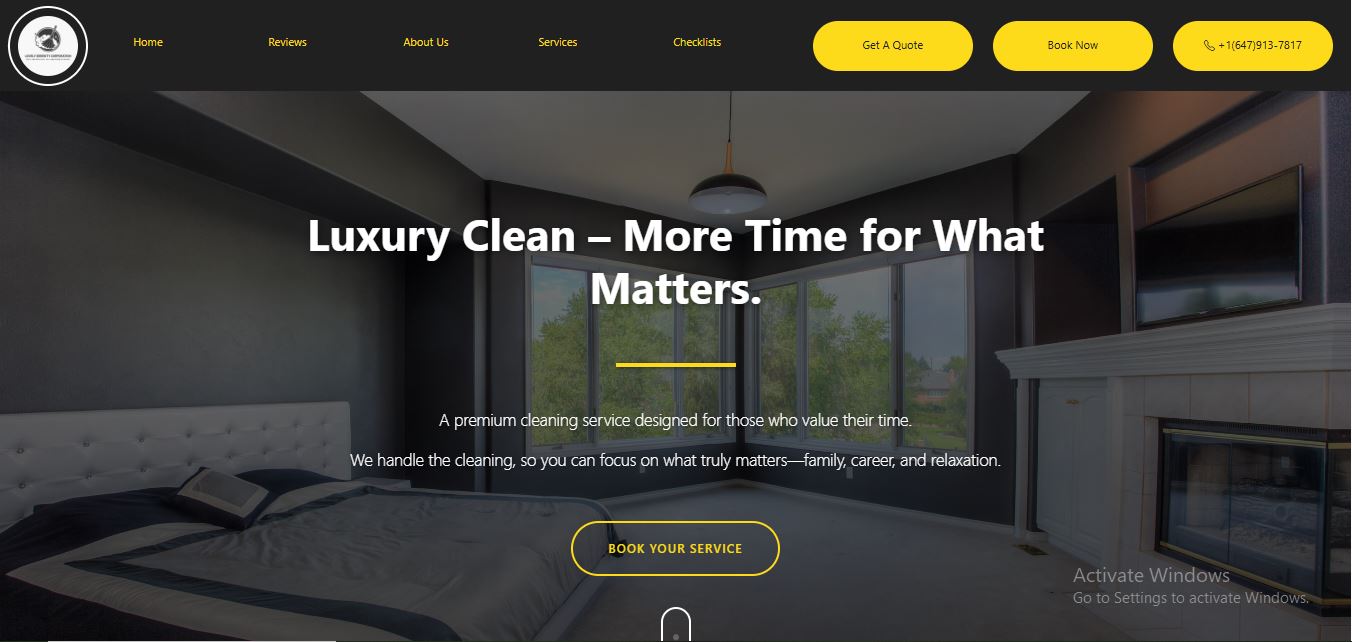 Home
Reviews
About Us
Services
Checklists
Get A Quote
Book Now
+1(647)913-7817
Luxury Clean – More Time for What
Matters.
A premium cleaning service designed for those who value their time.
We handle the cleaning, so you can focus on what truly matters—family, career, and relaxation.
BOOK YOUR SERVICE
Activate Windows
Go to Settings to activate Windows.